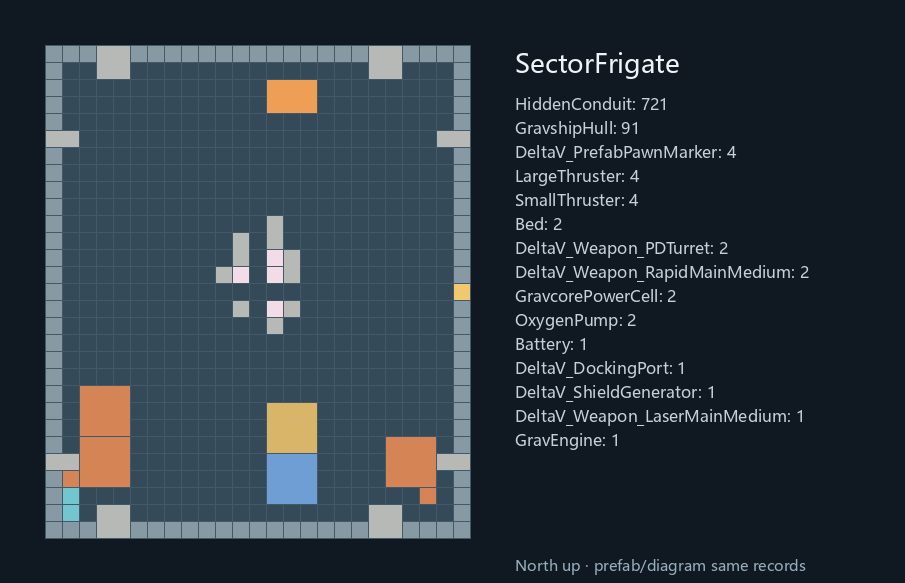 SectorFrigate
HiddenConduit: 721
GravshipHull: 91
DeltaV_PrefabPawnMarker: 4
LargeThruster: 4
SmallThruster: 4
Bed: 2
DeltaV_Weapon_PDTurret: 2
DeltaV_Weapon_RapidMainMedium: 2
GravcorePowerCell: 2
OxygenPump: 2
Battery: 1
DeltaV_DockingPort: 1
DeltaV_ShieldGenerator: 1
DeltaV_Weapon_LaserMainMedium: 1
GravEngine: 1
North up · prefab/diagram same records